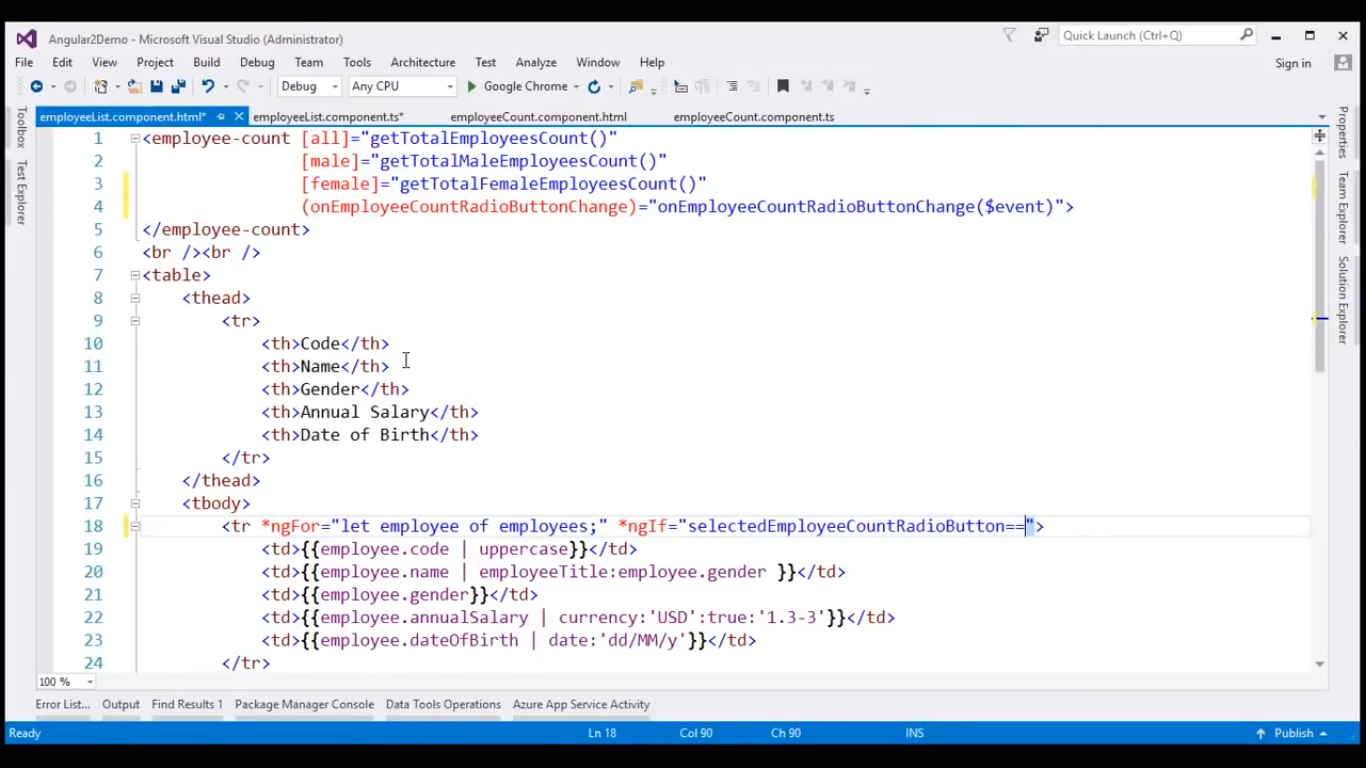 Angular2Demo - Microsoft Visual Studio (Administrator)
Quick Launch (Ctrl+Q)
File Edit View Project Build Debug Team Tools Architecture Test Analyze Window Help
Sign in
Debug Any CPU Google Chrome
employeeList.component.html* employeeList.component.ts* employeeCount.component.html employeeCount.component.ts
Toolbox
Test Explorer
1 <employee-count [all]="getTotalEmployeesCount()"
2 [male]="getTotalMaleEmployeesCount()"
3 [female]="getTotalFemaleEmployeesCount()"
4 (onEmployeeCountRadioButtonChange)="onEmployeeCountRadioButtonChange($event)">
5 </employee-count>
6 <br /><br />
7 <table>
8 <thead>
9 <tr>
10 <th>Code</th>
11 <th>Name</th>
12 <th>Gender</th>
13 <th>Annual Salary</th>
14 <th>Date of Birth</th>
15 </tr>
16 </thead>
17 <tbody>
18 <tr *ngFor="let employee of employees;" *ngIf="selectedEmployeeCountRadioButton==">
19 <td>{{employee.code | uppercase}}</td>
20 <td>{{employee.name | employeeTitle:employee.gender }}</td>
21 <td>{{employee.gender}}</td>
22 <td>{{employee.annualSalary | currency:'USD':true:'1.3-3'}}</td>
23 <td>{{employee.dateOfBirth | date:'dd/MM/y'}}</td>
24 </tr>
Properties
Team Explorer
Solution Explorer
100 %
Error List... Output Find Results 1 Package Manager Console Data Tools Operations Azure App Service Activity
Ready Ln 18 Col 90 Ch 90 INS Publish